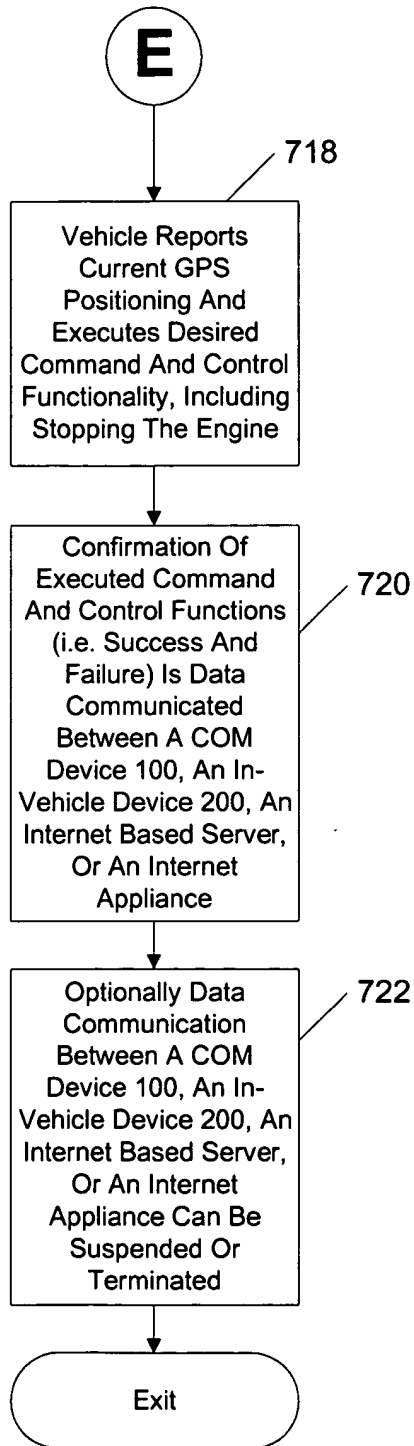 E
718
Vehicle Reports
Current GPS
Positioning And
Executes Desired
Command And Control
Functionality, Including
Stopping The Engine
720
Confirmation Of
Executed Command
And Control Functions
(i.e. Success And
Failure) Is Data
Communicated
Between A COM
Device 100, An In-
Vehicle Device 200, An
Internet Based Server,
Or An Internet
Appliance
722
Optionally Data
Communication
Between A COM
Device 100, An In-
Vehicle Device 200, An
Internet Based Server,
Or An Internet
Appliance Can Be
Suspended Or
Terminated
Exit